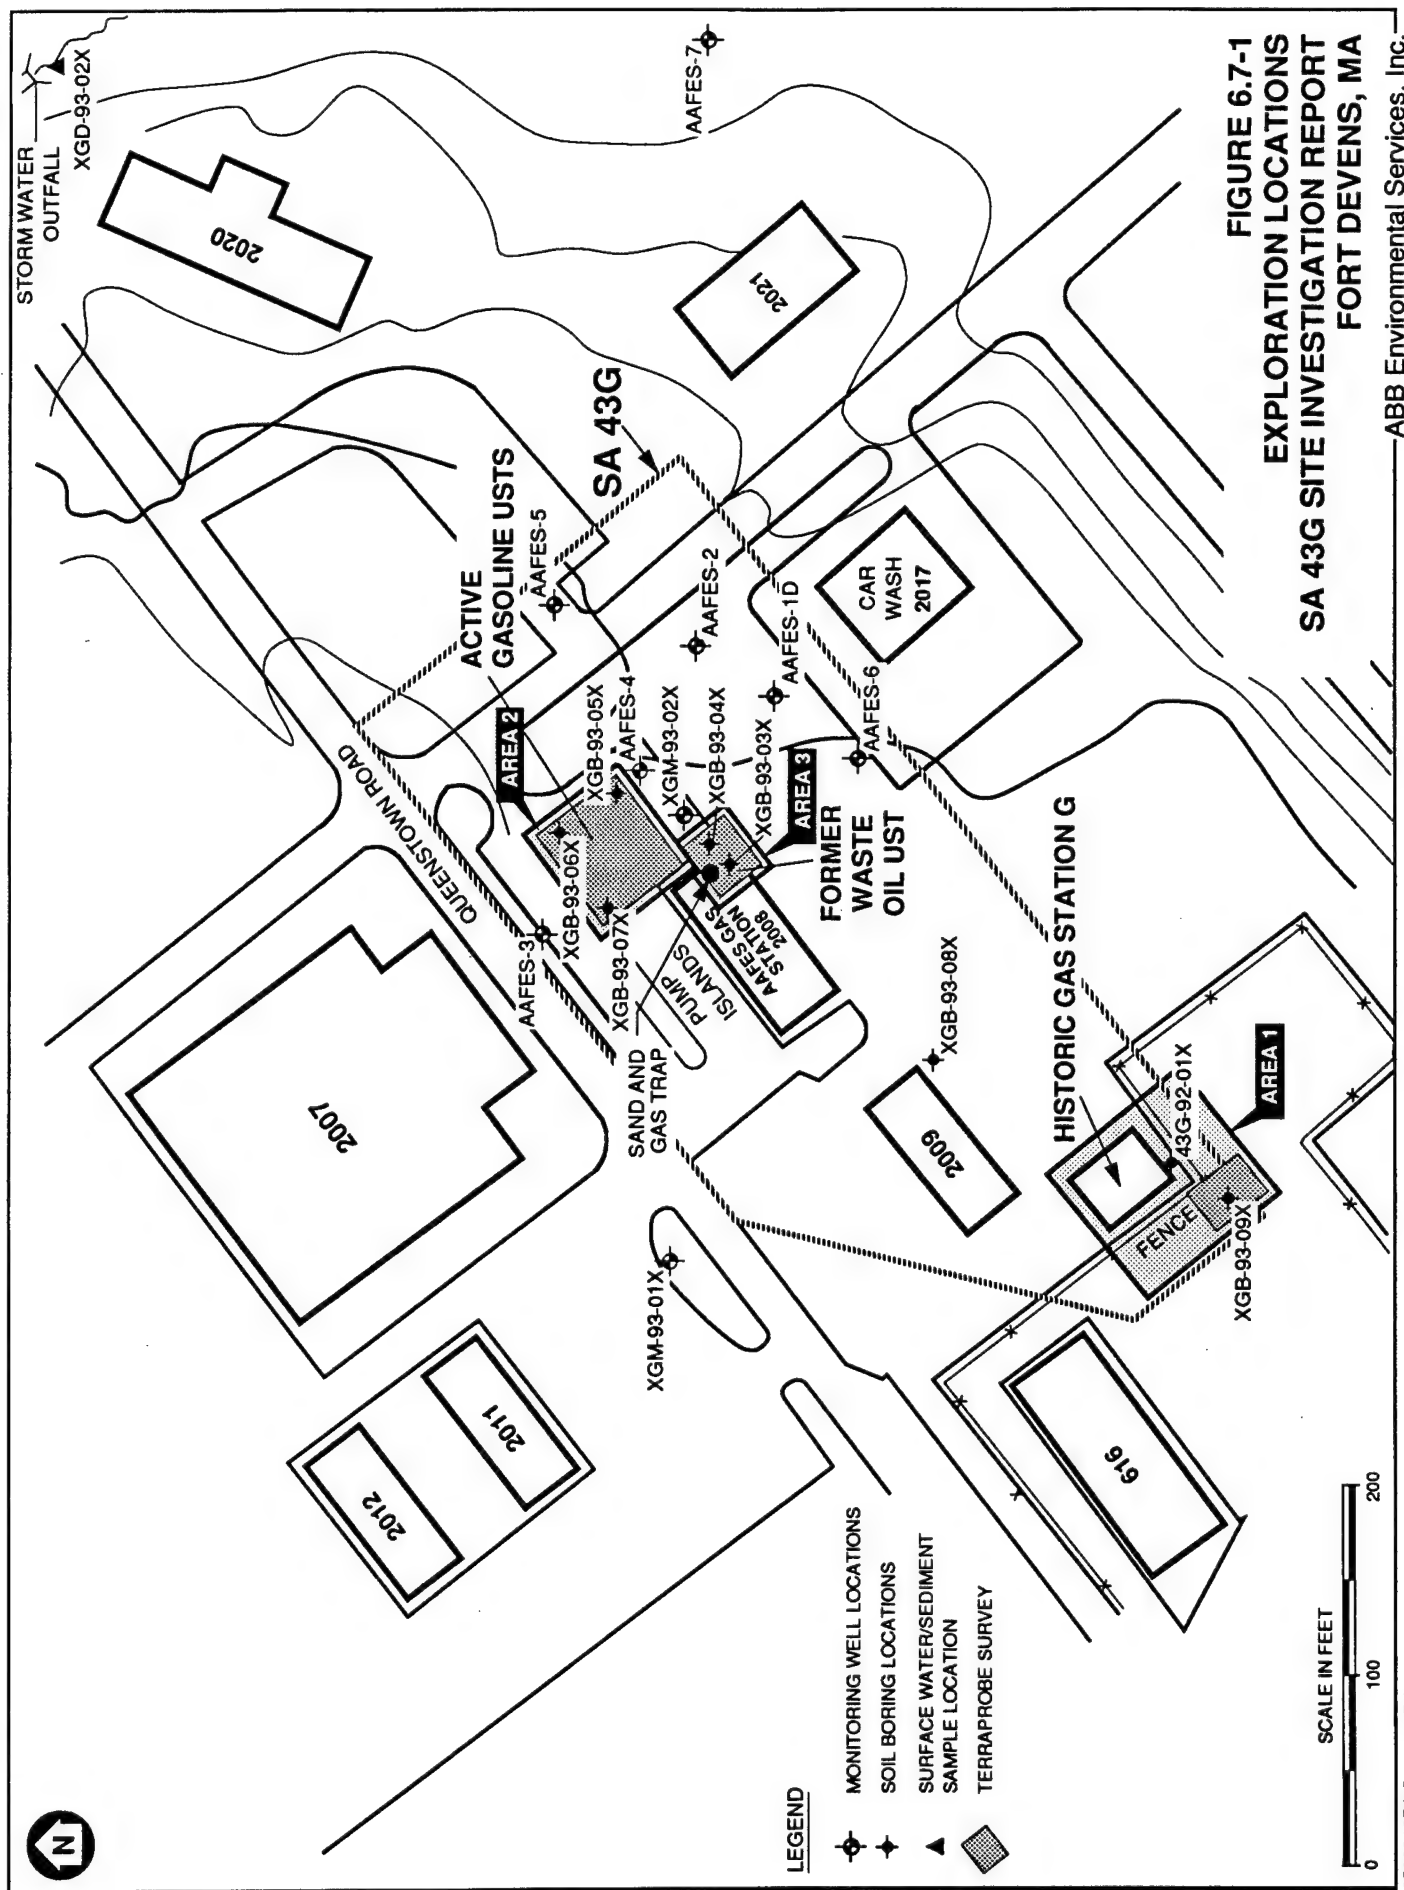 STORM WATER
OUTFALL
XGD-93-02X
2020
AAFES-7
2021
SA 43G
ACTIVE
GASOLINE USTS
AAFES-5
AAFES-2
AAFES-1D
CAR
WASH
2017
QUEENSTOWN ROAD
AREA 2
XGB-93-05X
AAFES-4
XGM-93-02X
XGB-93-04X
XGB-93-03X
AREA 3
AAFES-6
FORMER
WASTE
OIL UST
AAFES-3
XGB-93-06X
XGB-93-07X
PUMP
ISLANDS
AAFES GAS
STATION
2008
SAND AND
GAS TRAP
2007
XGB-93-08X
2009
HISTORIC GAS STATION G
43G-92-01X
AREA 1
FENCE
XGB-93-09X
XGM-93-01X
2011
2012
616
N
LEGEND
MONITORING WELL LOCATIONS
SOIL BORING LOCATIONS
SURFACE WATER/SEDIMENT
SAMPLE LOCATION
TERRAPROBE SURVEY
SCALE IN FEET
0 100 200
FIGURE 6.7-1
EXPLORATION LOCATIONS
SA 43G SITE INVESTIGATION REPORT
FORT DEVENS, MA
ABB Environmental Services, Inc.